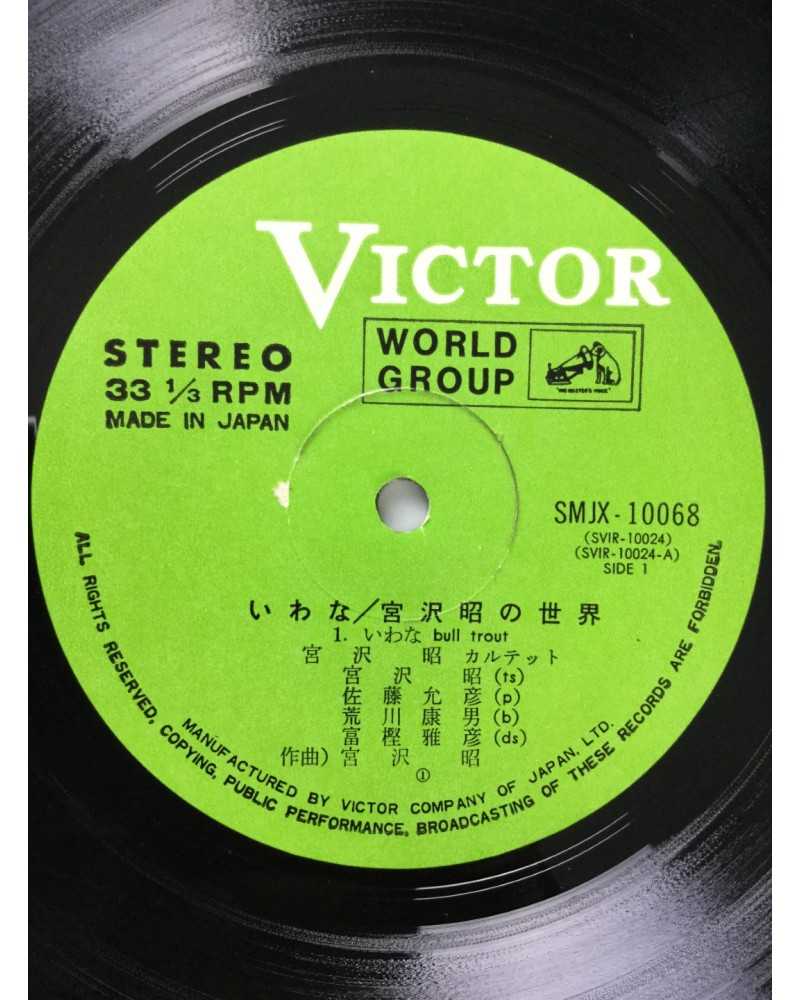 VICTOR
WORLD
GROUP
"HIS MASTER'S VOICE"
STEREO
33 1/3 RPM
MADE IN JAPAN
SMJX-10068
(SVIR-10024)
(SVIR-10024-A)
SIDE 1
いわな/宮沢昭の世界
1. いわな bull trout
宮沢昭カルテット
宮沢昭(ts)
佐藤允彦(p)
荒川康男(b)
富樫雅彦(ds)
作曲)宮沢昭
①
MANUFACTURED BY VICTOR COMPANY OF JAPAN, LTD.
ALL RIGHTS RESERVED, COPYING, PUBLIC PERFORMANCE, BROADCASTING OF THESE RECORDS ARE FORBIDDEN.